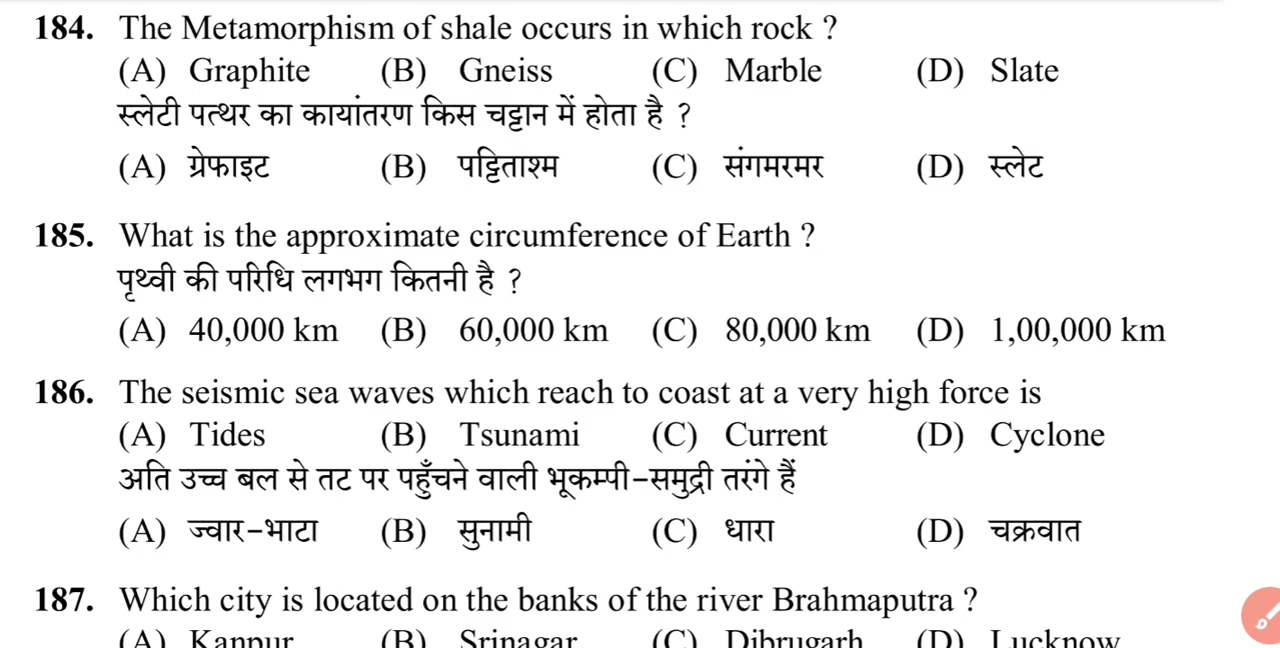 184. The Metamorphism of shale occurs in which rock ?
(A) Graphite (B) Gneiss (C) Marble (D) Slate
स्लेटी पत्थर का कायांतरण किस चट्टान में होता है ?
(A) ग्रेफाइट (B) पट्टिताश्म (C) संगमरमर (D) स्लेट
185. What is the approximate circumference of Earth ?
पृथ्वी की परिधि लगभग कितनी है ?
(A) 40,000 km (B) 60,000 km (C) 80,000 km (D) 1,00,000 km
186. The seismic sea waves which reach to coast at a very high force is
(A) Tides (B) Tsunami (C) Current (D) Cyclone
अति उच्च बल से तट पर पहुँचने वाली भूकम्पी-समुद्री तरंगे हैं
(A) ज्वार-भाटा (B) सुनामी (C) धारा (D) चक्रवात
187. Which city is located on the banks of the river Brahmaputra ?
(A) Kanpur (B) Srinagar (C) Dibrugarh (D) Lucknow